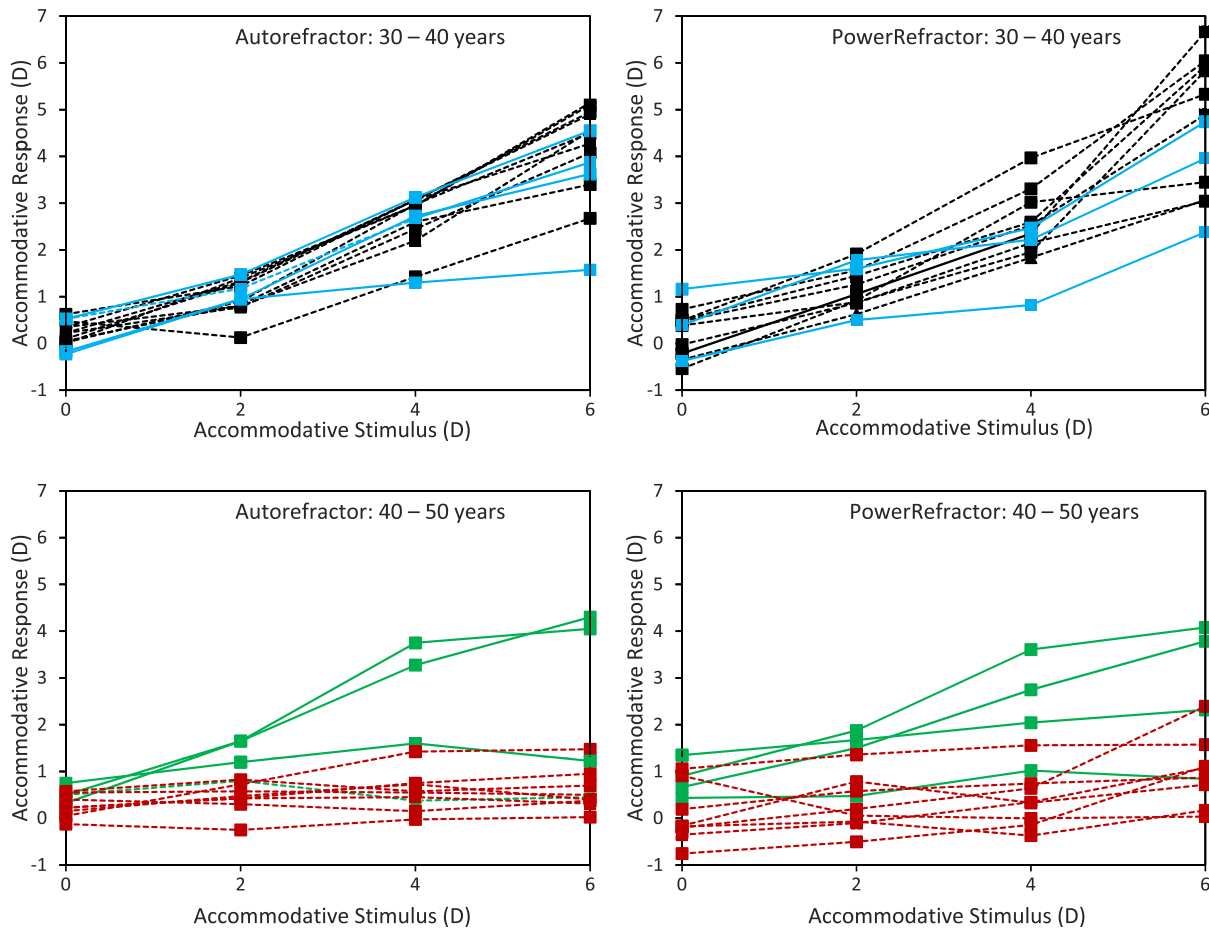 Autorefractor: 30 – 40 years
Accommodative Response (D)
7
6
5
4
3
2
1
0
-1
0 2 4 6
Accommodative Stimulus (D)
PowerRefractor: 30 – 40 years
Accommodative Response (D)
7
6
5
4
3
2
1
0
-1
0 2 4 6
Accommodative Stimulus (D)
Autorefractor: 40 – 50 years
Accommodative Response (D)
7
6
5
4
3
2
1
0
-1
0 2 4 6
Accommodative Stimulus (D)
PowerRefractor: 40 – 50 years
Accommodative Response (D)
7
6
5
4
3
2
1
0
-1
0 2 4 6
Accommodative Stimulus (D)